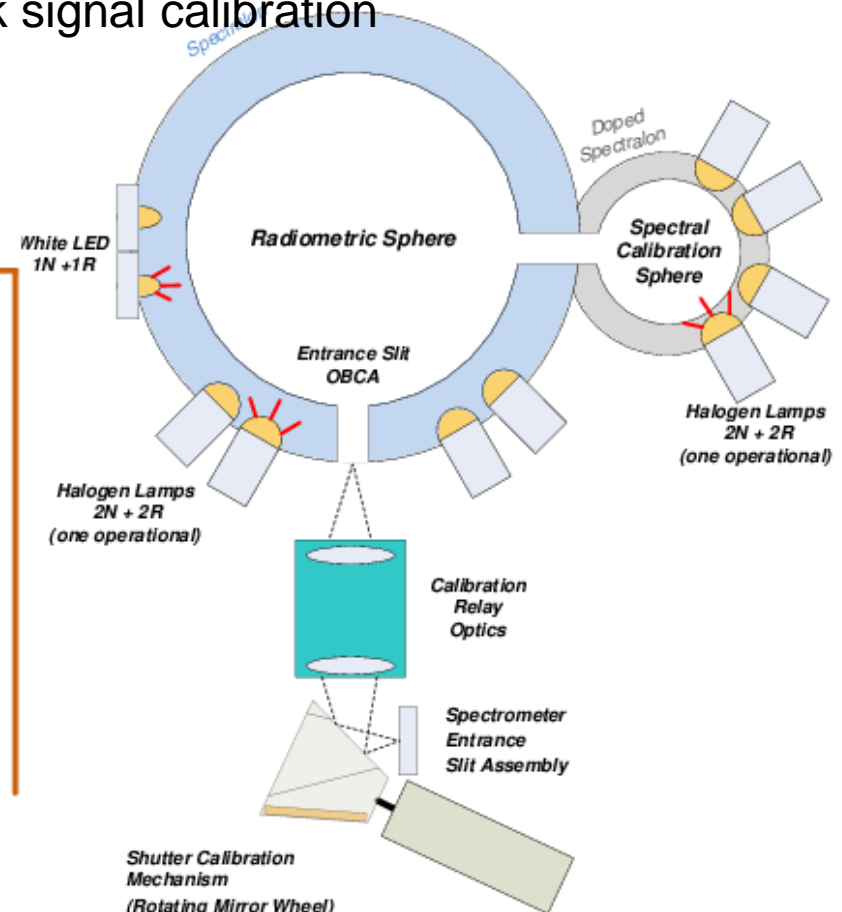 signal calibration
Doped
Spectralon
White LED
1N +1R
Radiometric Sphere
Spectral
Calibration
Sphere
Entrance Slit
OBCA
Halogen Lamps
2N + 2R
(one operational)
Halogen Lamps
2N + 2R
(one operational)
Calibration
Relay
Optics
Spectrometer
Entrance
Slit Assembly
Shutter Calibration
Mechanism
(Rotating Mirror Wheel)